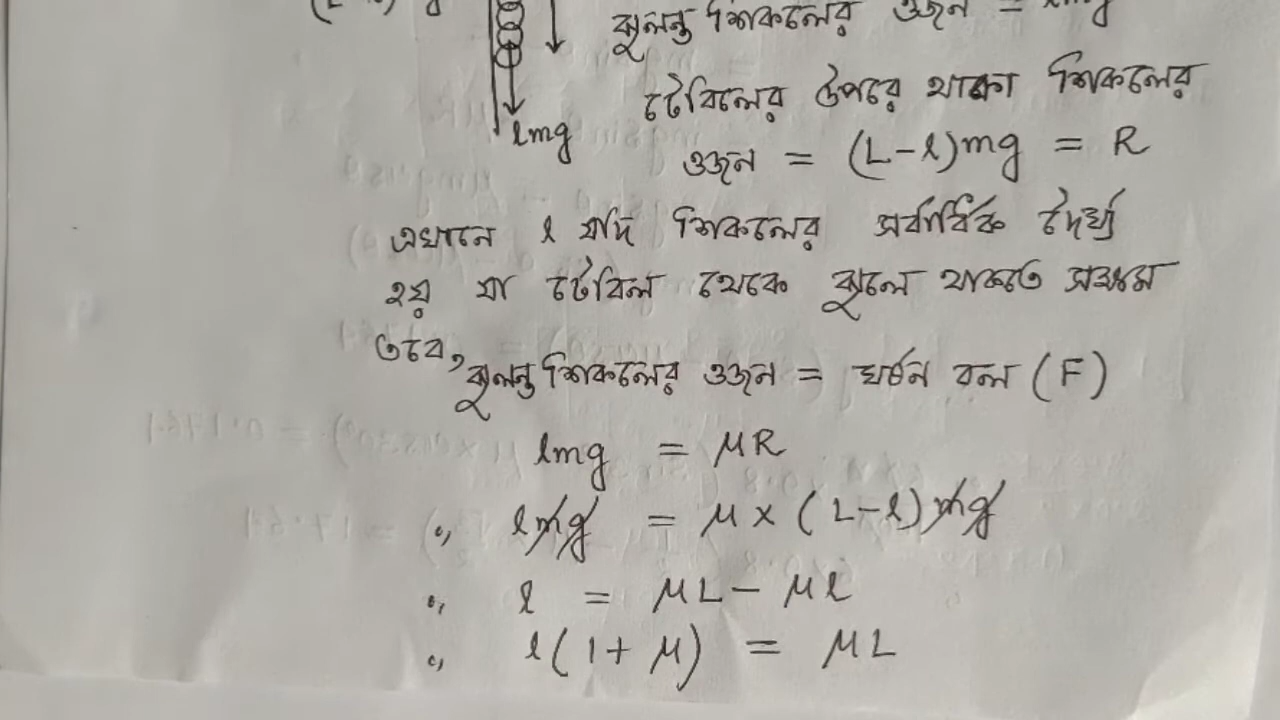 ঝুলন্ত শিকলের ওজন = lmg
lmg
টেবিলের উপরে থাকা শিকলের
ওজন = (L-l)mg = R
এখানে l যদি শিকলের সর্বাধিক দৈর্ঘ্য
হয় যা টেবিল থেকে ঝুলে থাকতে সক্ষম
তবে, ঝুলন্ত শিকলের ওজন = ঘর্ষন বল (F)
lmg = μR
", lmg = μ x (L-l)mg
", l = μL - μl
", l(1+μ) = μL